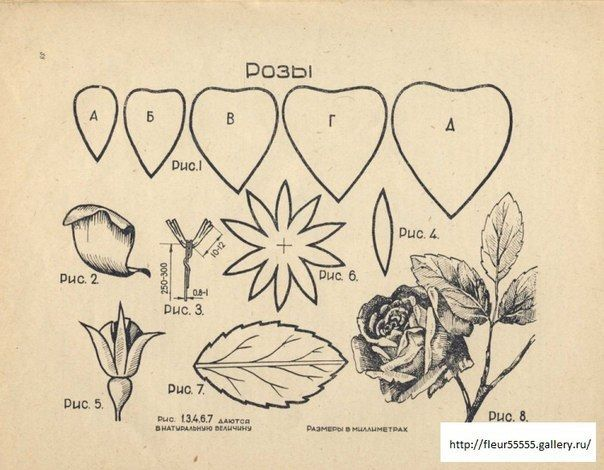 Розы
А
Б
В
Г
Д
Рис.1
Рис. 2.
250-300
10-12
0.8-1
Рис. 3.
Рис. 6.
Рис. 4.
Рис. 5.
Рис. 7.
Рис. 8.
Рис. 1.3,4,6,7 даются
в натуральную величину
Размеры в миллиметрах
http://fleur55555.gallery.ru/